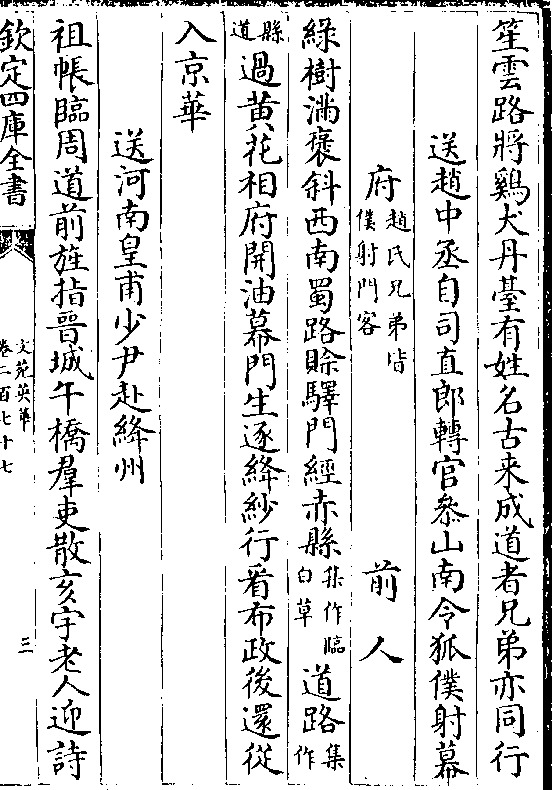 笙雲路將鷄犬丹臺有姓名古来成道者兄弟亦同行
送趙中丞自司直郎轉官叅山南令狐僕射幕
府趙氏兄弟皆僕射門客 前人
綠樹滿襃斜西南蜀路賒驛門經赤縣集作臨白草道路集作
縣道過黄花相府開油幕門生逐絳紗行看布政後還從
入京華
送河南皇甫少尹赴絳州
祖帳臨周道前旌指晉城午橋羣吏散亥字老人迎詩
欽定四庫全書
文苑英華
卷二百七十七
三